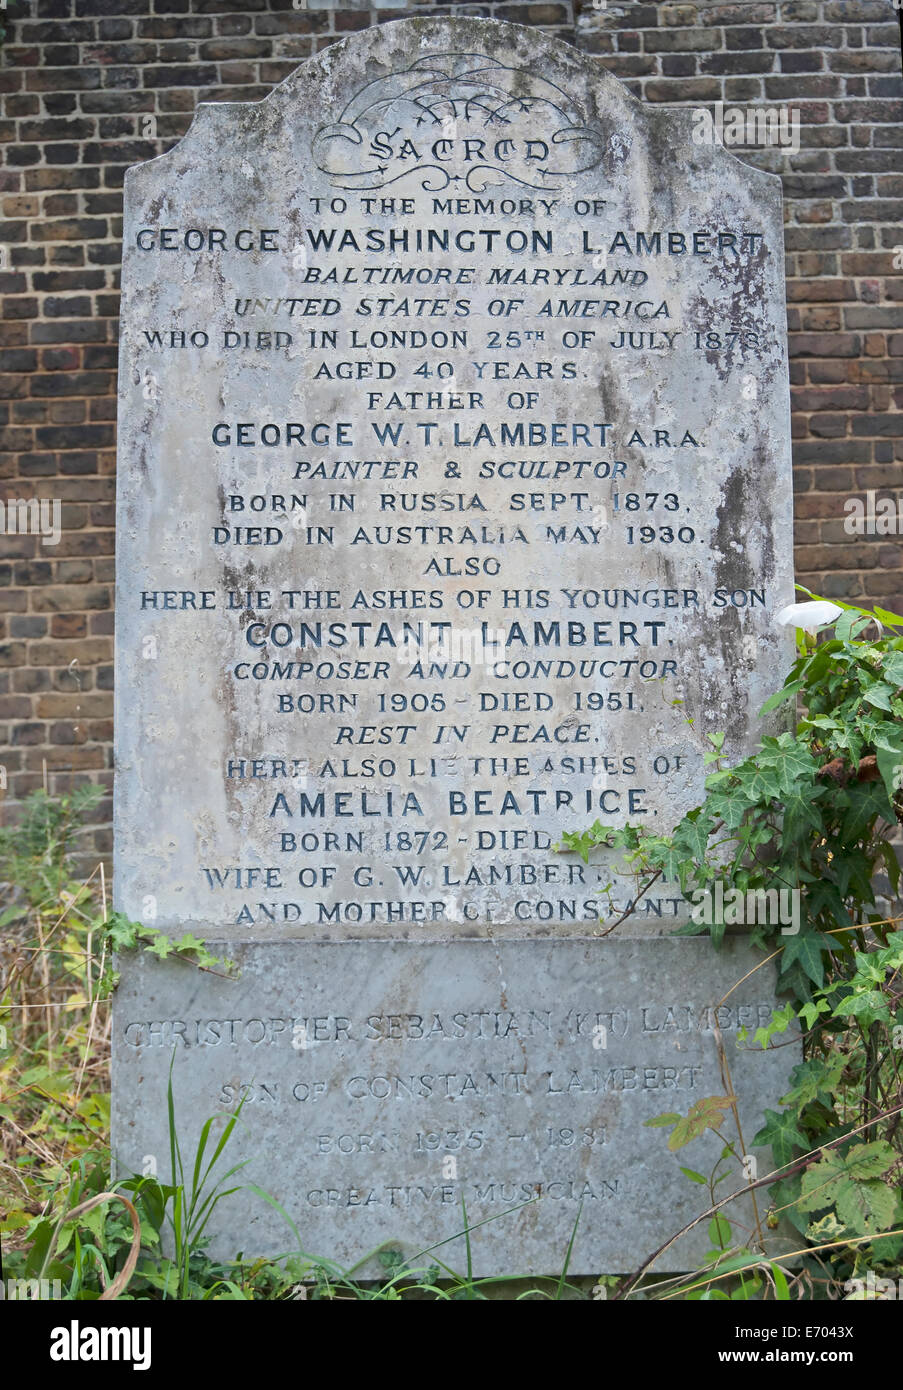 SACRED
TO THE MEMORY OF
GEORGE WASHINGTON LAMBERT
BALTIMORE MARYLAND
UNITED STATES OF AMERICA
WHO DIED IN LONDON 25TH OF JULY 1873
AGED 40 YEARS.
FATHER OF
GEORGE W.T. LAMBERT A.R.A.
PAINTER & SCULPTOR
BORN IN RUSSIA SEPT. 1873,
DIED IN AUSTRALIA MAY 1930.
ALSO
HERE LIE THE ASHES OF HIS YOUNGER SON
CONSTANT LAMBERT,
COMPOSER AND CONDUCTOR
BORN 1905 - DIED 1951,
REST IN PEACE.
HERE ALSO LIE THE ASHES OF
AMELIA BEATRICE,
BORN 1872 - DIED
WIFE OF G. W. LAMBERT,
AND MOTHER OF CONSTANT
CHRISTOPHER SEBASTIAN (KIT) LAMBERT
SON OF CONSTANT LAMBERT
BORN 1935 - 1981
CREATIVE MUSICIAN
alamy
alamy stock photo
E7043X
www.alamy.com